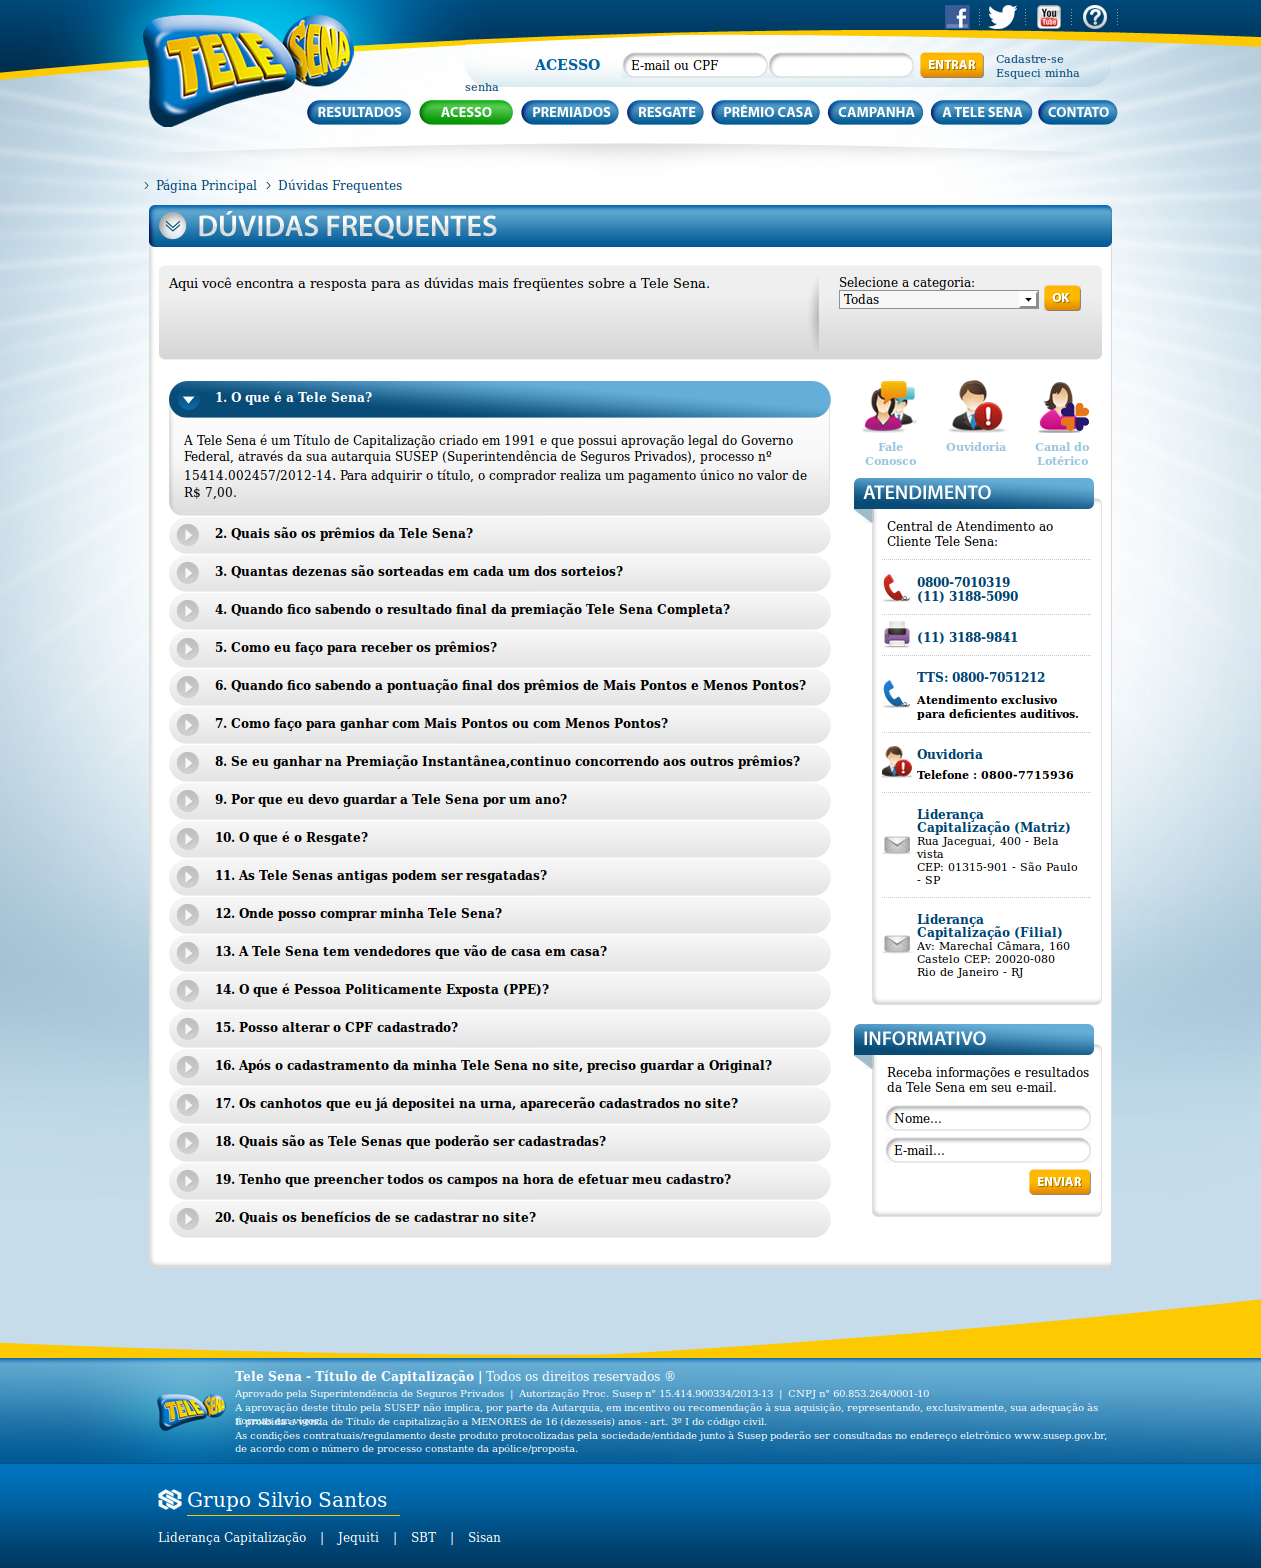 TELE SENA
You Tube
ACESSO
E-mail ou CPF
ENTRAR
Cadastre-se
Esqueci minha
senha
RESULTADOS
ACESSO
PREMIADOS
RESGATE
PRÊMIO CASA
CAMPANHA
A TELE SENA
CONTATO
Página Principal
Dúvidas Frequentes
DÚVIDAS FREQUENTES
Aqui você encontra a resposta para as dúvidas mais freqüentes sobre a Tele Sena.
Selecione a categoria:
Todas
OK
1. O que é a Tele Sena?
A Tele Sena é um Título de Capitalização criado em 1991 e que possui aprovação legal do Governo
Federal, através da sua autarquia SUSEP (Superintendência de Seguros Privados), processo nº
15414.002457/2012-14. Para adquirir o título, o comprador realiza um pagamento único no valor de
R$ 7,00.
2. Quais são os prêmios da Tele Sena?
3. Quantas dezenas são sorteadas em cada um dos sorteios?
4. Quando fico sabendo o resultado final da premiação Tele Sena Completa?
5. Como eu faço para receber os prêmios?
6. Quando fico sabendo a pontuação final dos prêmios de Mais Pontos e Menos Pontos?
7. Como faço para ganhar com Mais Pontos ou com Menos Pontos?
8. Se eu ganhar na Premiação Instantânea,continuo concorrendo aos outros prêmios?
9. Por que eu devo guardar a Tele Sena por um ano?
10. O que é o Resgate?
11. As Tele Senas antigas podem ser resgatadas?
12. Onde posso comprar minha Tele Sena?
13. A Tele Sena tem vendedores que vão de casa em casa?
14. O que é Pessoa Politicamente Exposta (PPE)?
15. Posso alterar o CPF cadastrado?
16. Após o cadastramento da minha Tele Sena no site, preciso guardar a Original?
17. Os canhotos que eu já depositei na urna, aparecerão cadastrados no site?
18. Quais são as Tele Senas que poderão ser cadastradas?
19. Tenho que preencher todos os campos na hora de efetuar meu cadastro?
20. Quais os benefícios de se cadastrar no site?
Fale
Conosco
Ouvidoria
Canal do
Lotérico
ATENDIMENTO
Central de Atendimento ao
Cliente Tele Sena:
0800-7010319
(11) 3188-5090
(11) 3188-9841
TTS: 0800-7051212
Atendimento exclusivo
para deficientes auditivos.
Ouvidoria
Telefone : 0800-7715936
Liderança
Capitalização (Matriz)
Rua Jaceguai, 400 - Bela
vista
CEP: 01315-901 - São Paulo
- SP
Liderança
Capitalização (Filial)
Av: Marechal Câmara, 160
Castelo CEP: 20020-080
Rio de Janeiro - RJ
INFORMATIVO
Receba informações e resultados
da Tele Sena em seu e-mail.
Nome...
E-mail...
ENVIAR
TELE SENA
Tele Sena - Título de Capitalização | Todos os direitos reservados ®
Aprovado pela Superintendência de Seguros Privados | Autorização Proc. Susep n° 15.414.900334/2013-13 | CNPJ n° 60.853.264/0001-10
A aprovação deste título pela SUSEP não implica, por parte da Autarquia, em incentivo ou recomendação à sua aquisição, representando, exclusivamente, sua adequação às
normas em vigor.
É proibida a venda de Título de capitalização a MENORES de 16 (dezesseis) anos - art. 3º I do código civil.
As condições contratuais/regulamento deste produto protocolizadas pela sociedade/entidade junto à Susep poderão ser consultadas no endereço eletrônico www.susep.gov.br,
de acordo com o número de processo constante da apólice/proposta.
Grupo Silvio Santos
Liderança Capitalização | Jequiti | SBT | Sisan